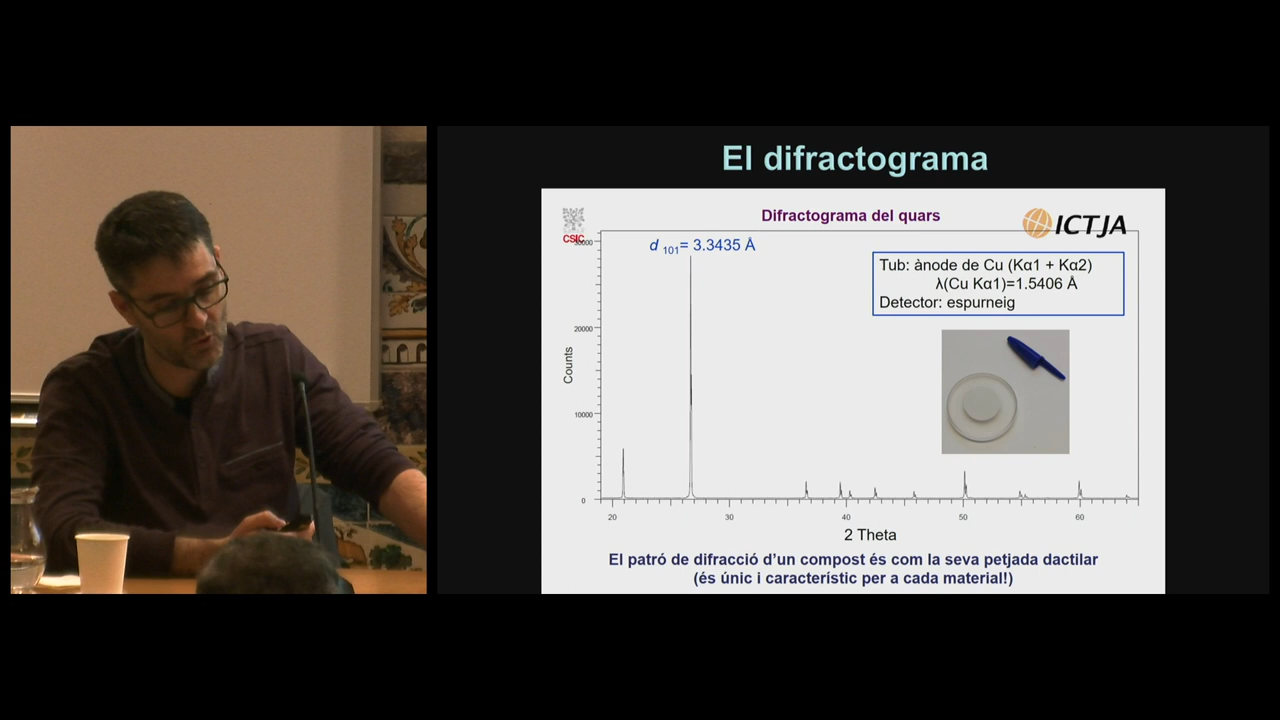 El difractograma
CSIC
Difractograma del quars
ICTJA
d 101= 3.3435 Å
Tub: ànode de Cu (Kα1 + Kα2)
λ(Cu Kα1)=1.5406 Å
Detector: espurneig
Counts
20000
10000
0
20 30 40 50 60
2 Theta
El patró de difracció d’un compost és com la seva petjada dactilar
(és únic i característic per a cada material!)